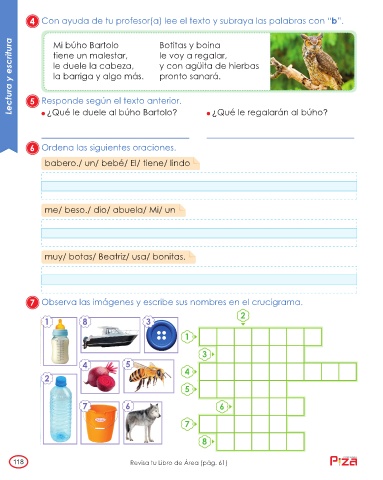 Lectura y escritura
4 Con ayuda de tu profesor(a) lee el texto y subraya las palabras con "b".
Mi búho Bartolo
tiene un malestar,
le duele la cabeza,
la barriga y algo más.
Botitas y boina
le voy a regalar,
y con agüita de hierbas
pronto sanará.
5 Responde según el texto anterior.
¿Qué le duele al búho Bartolo? ¿Qué le regalarán al búho?
6 Ordena las siguientes oraciones.
babero./ un/ bebé/ El/ tiene/ lindo
me/ beso./ dio/ abuela/ Mi/ un
muy/ botas/ Beatriz/ usa/ bonitas.
7 Observa las imágenes y escribe sus nombres en el crucigrama.
1 8 3
4 5
2
7 6
2
1
3
4
5
6
7
8
118
Revisa tu Libro de Área (pág. 61)
Piza